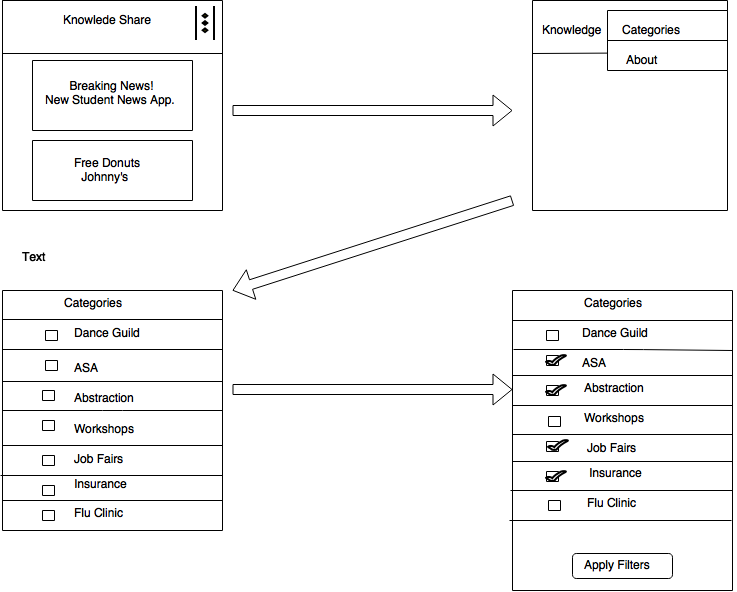 Knowlede Share
Breaking News!
New Student News App.
Free Donuts
Johnny's
Knowledge
Categories
About
Text
Categories
Dance Guild
ASA
Abstraction
Workshops
Job Fairs
Insurance
Flu Clinic
Categories
Dance Guild
ASA
Abstraction
Workshops
Job Fairs
Insurance
Flu Clinic
Apply Filters